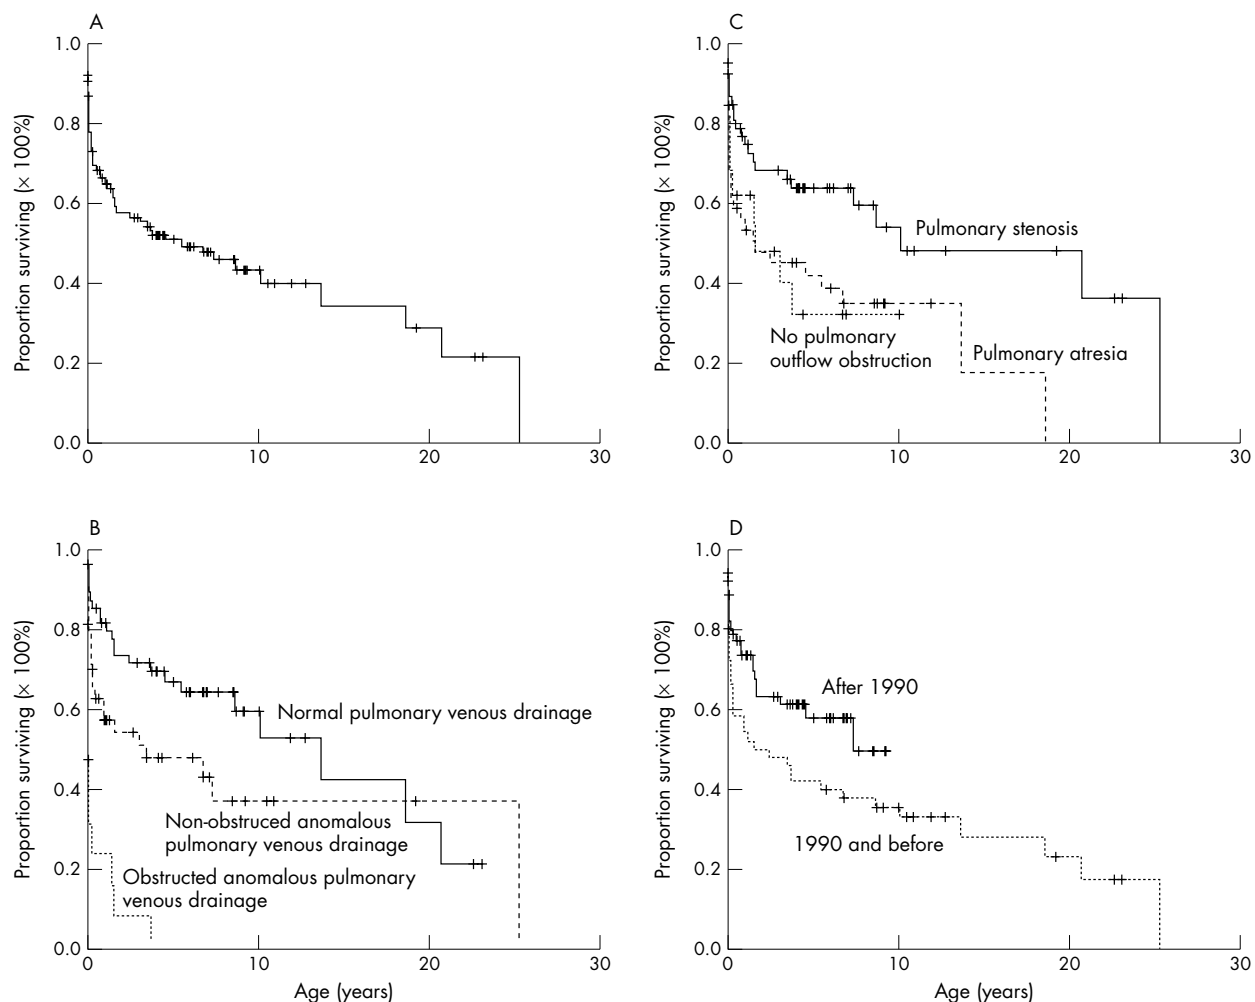 A
1.0
0.8
0.6
0.4
0.2
0.0
0
10
20
30
Proportion surviving (× 100%)
C
1.0
0.8
0.6
0.4
0.2
0.0
0
10
20
30
Proportion surviving (× 100%)
Pulmonary stenosis
No pulmonary
outflow obstruction
Pulmonary atresia
B
1.0
0.8
0.6
0.4
0.2
0.0
0
10
20
30
Proportion surviving (× 100%)
Age (years)
Normal pulmonary venous drainage
Non-obstruced anomalous
pulmonary venous drainage
Obstructed anomalous pulmonary
venous drainage
D
1.0
0.8
0.6
0.4
0.2
0.0
0
10
20
30
Proportion surviving (× 100%)
Age (years)
After 1990
1990 and before